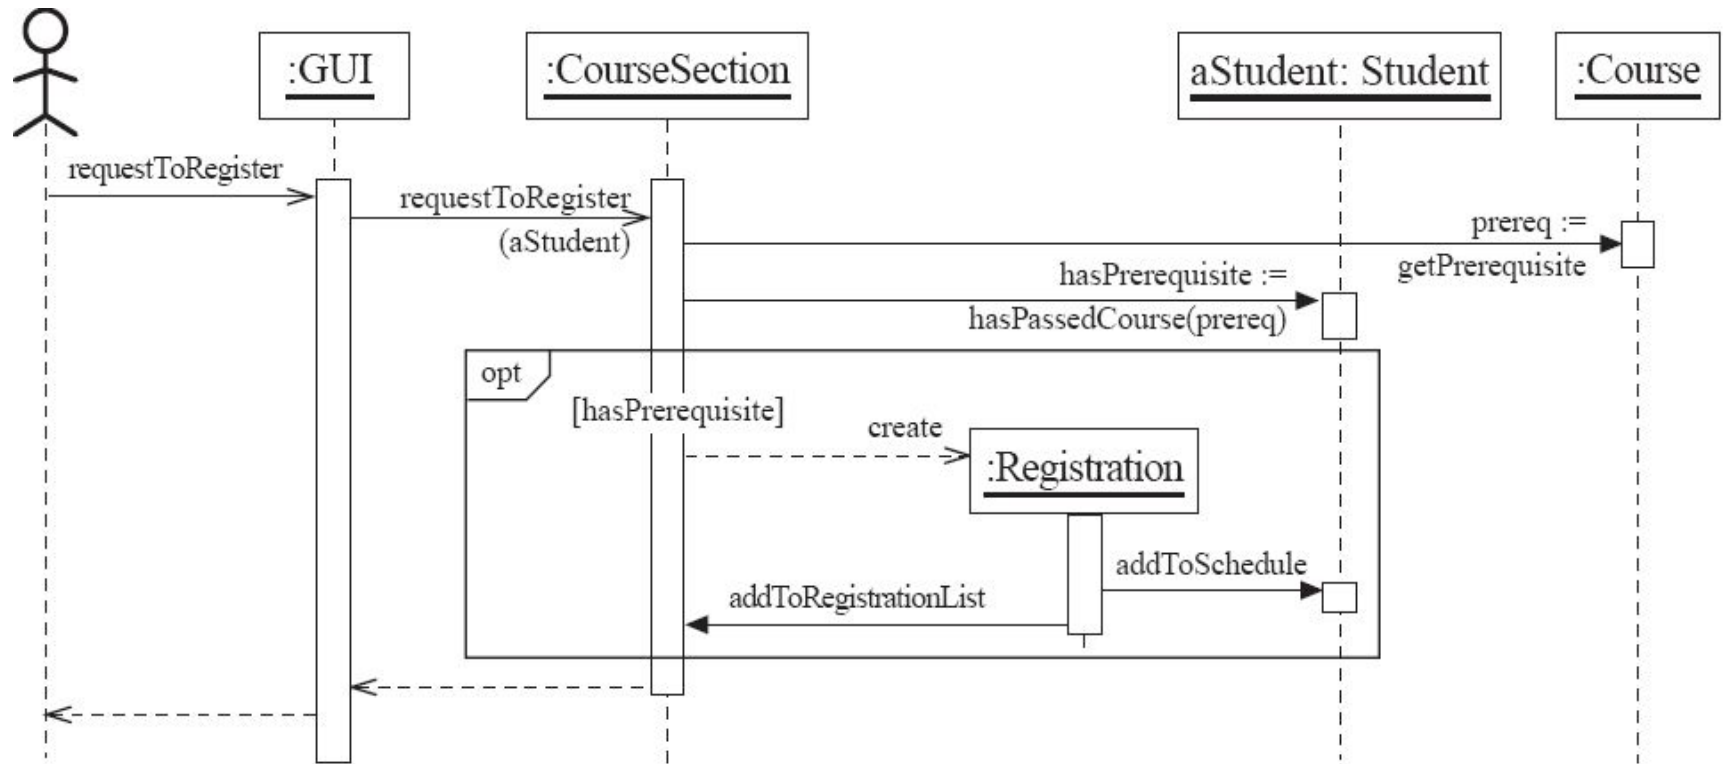 :GUI
:CourseSection
aStudent: Student
:Course
requestToRegister
requestToRegister
(aStudent)
prereq :=
getPrerequisite
hasPrerequisite :=
hasPassedCourse(prereq)
opt
[hasPrerequisite]
create
:Registration
addToSchedule
addToRegistrationList